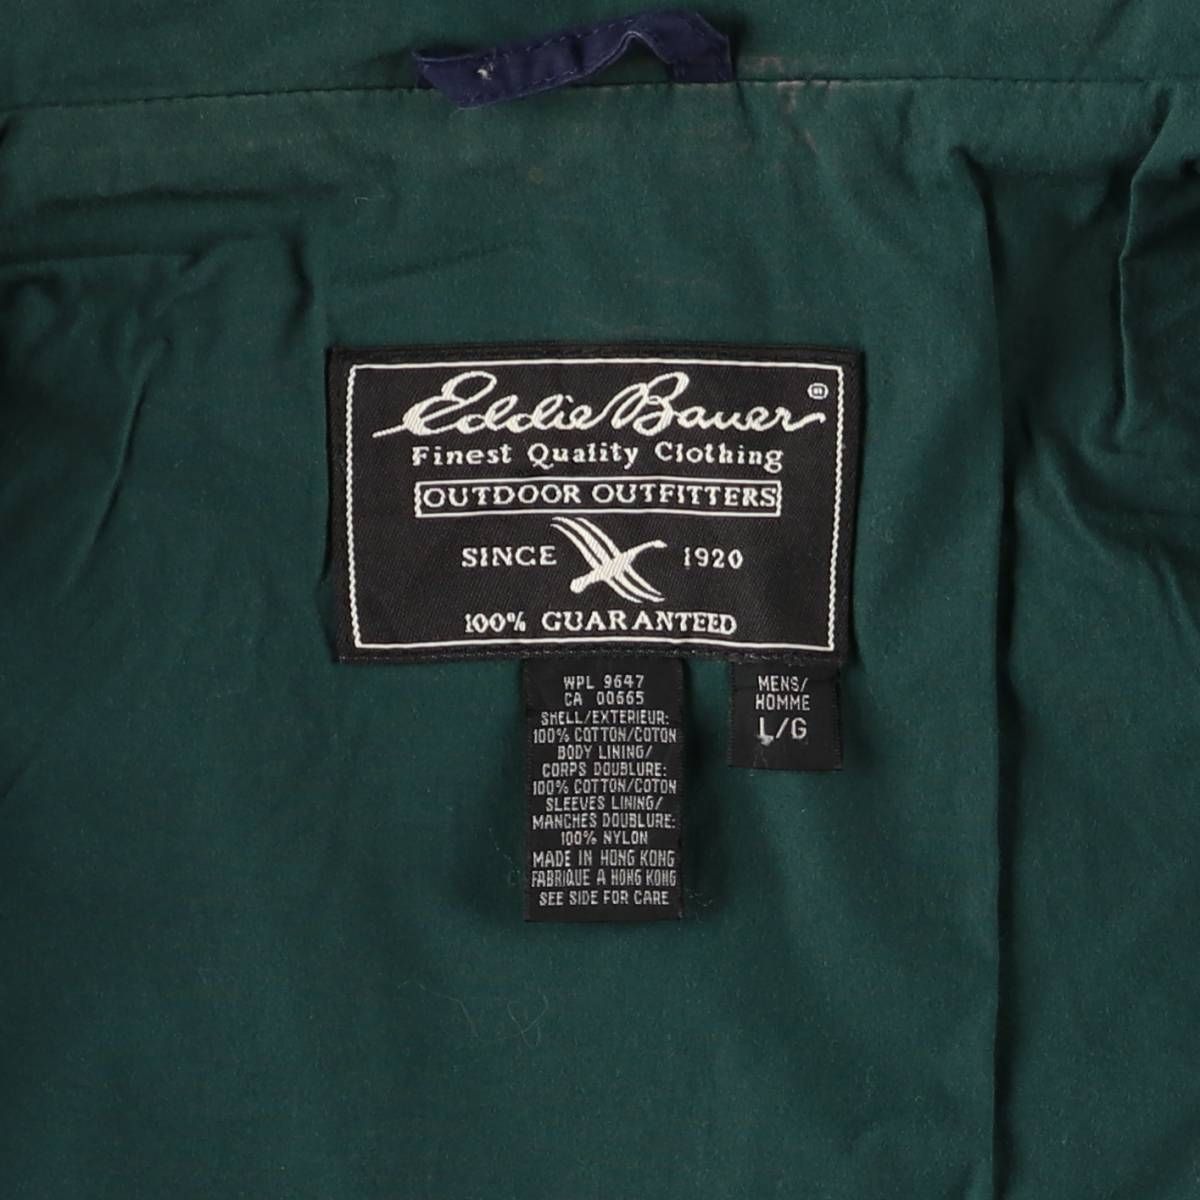 Eddie Bauer ®
Finest Quality Clothing
OUTDOOR OUTFITTERS
SINCE 1920
100% GUARANTEED
WPL 9647
CA 00665
SHELL/EXTERIEUR:
100% COTTON/COTON
BODY LINING/
CORPS DOUBLURE:
100% COTTON/COTON
SLEEVES LINING/
MANCHES DOUBLURE:
100% NYLON
MADE IN HONG KONG
FABRIQUE A HONG KONG
SEE SIDE FOR CARE
MENS/
HOMME
L/G